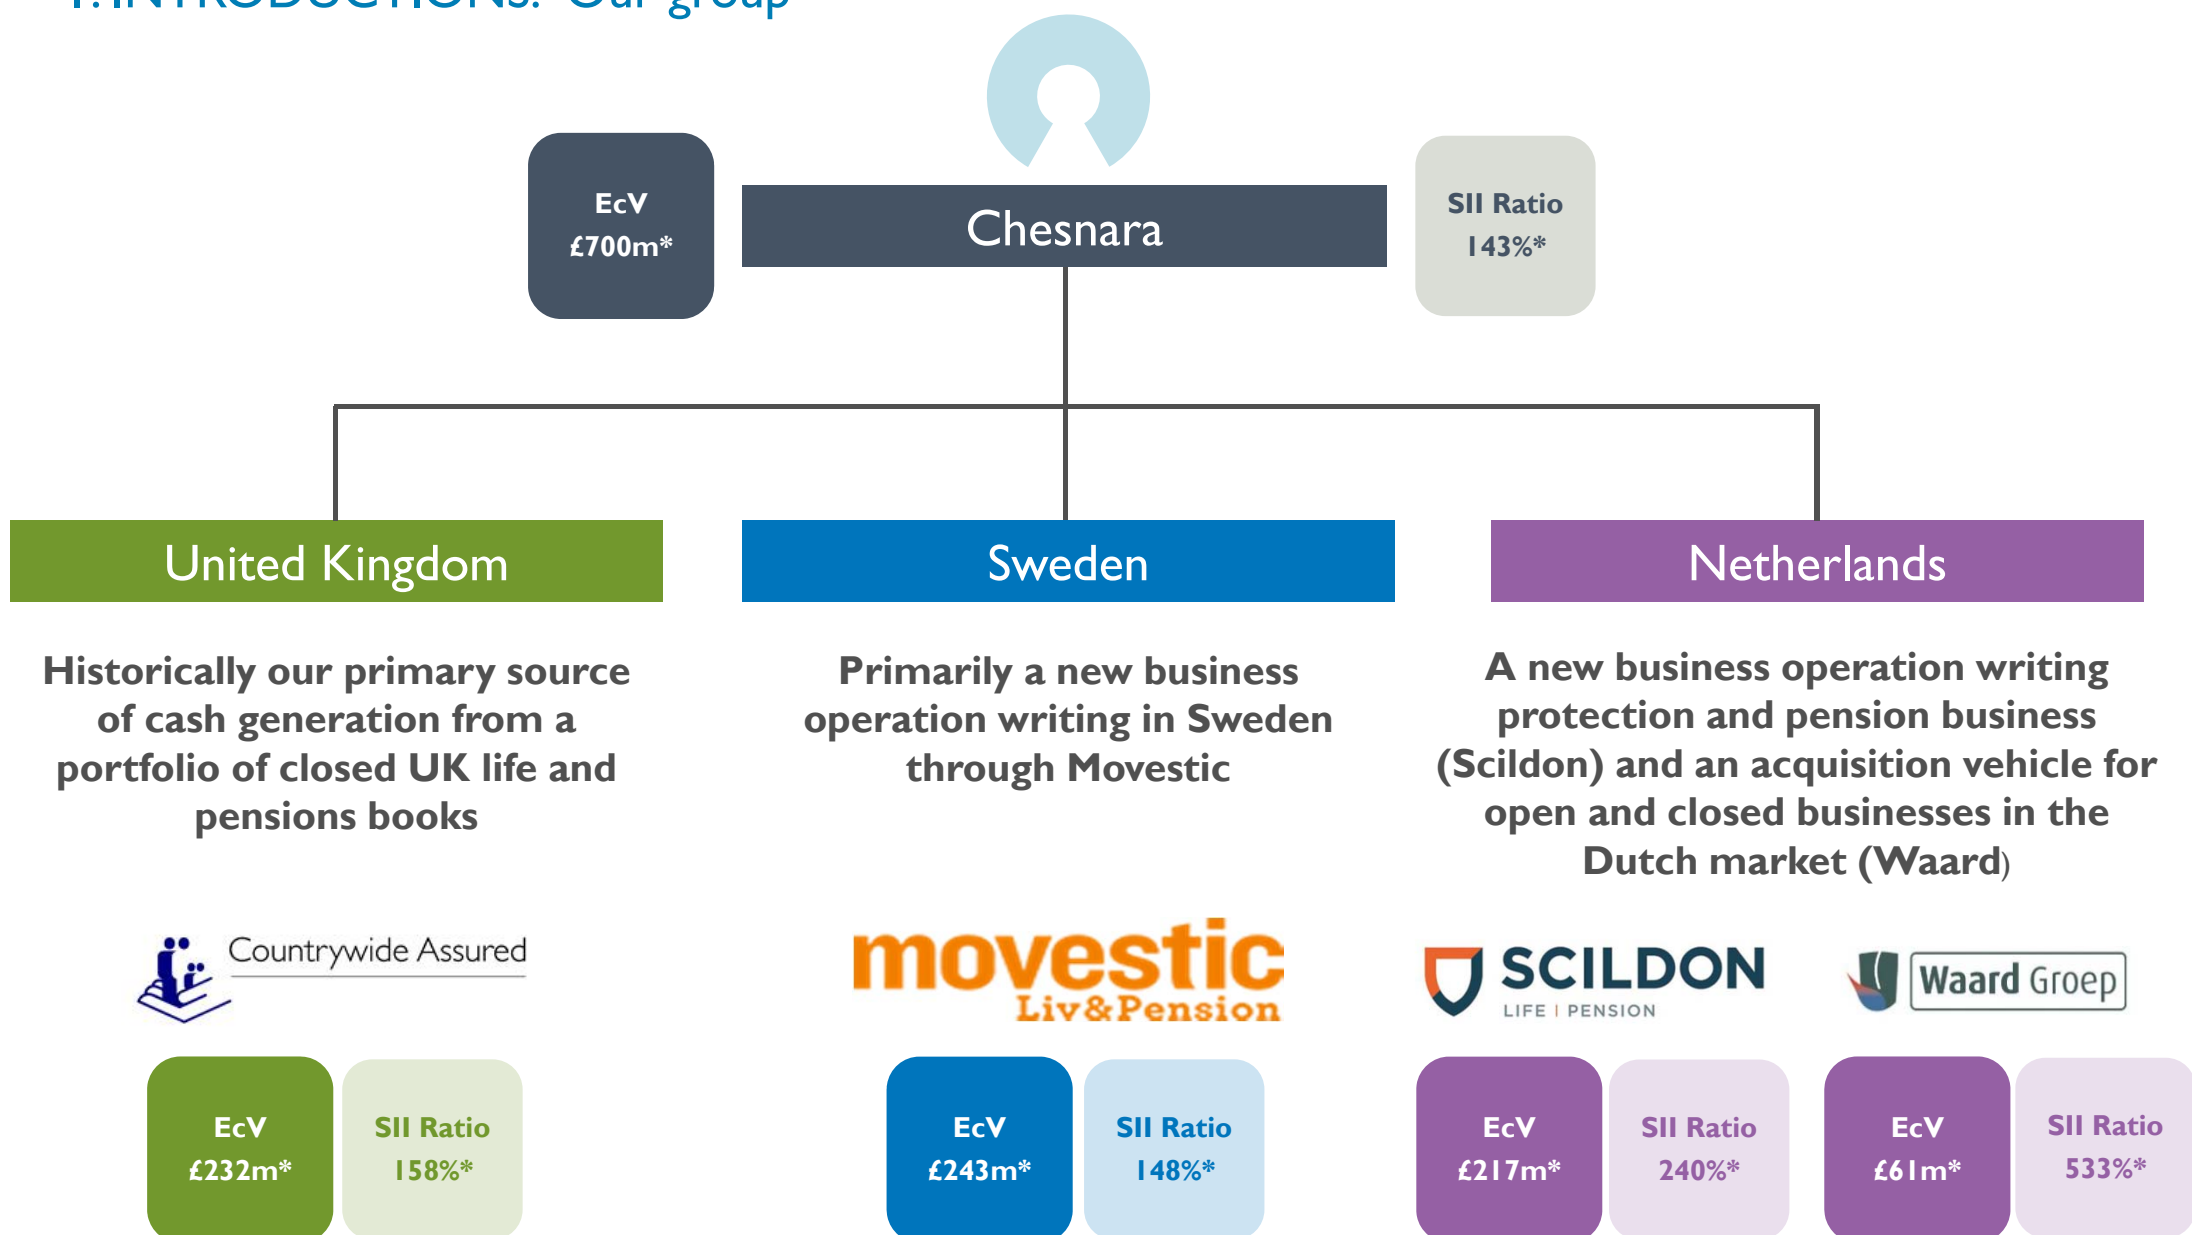 1. INTRODUCTIONs: Our group
EcV
£700m*
Chesnara
SII Ratio
143%*
United Kingdom
Historically our primary source
of cash generation from a
portfolio of closed UK life and
pensions books
Countrywide Assured
EcV
£232m*
SII Ratio
158%*
Sweden
Primarily a new business
operation writing in Sweden
through Movestic
movestic
Liv&Pension
EcV
£243m*
SII Ratio
148%*
Netherlands
A new business operation writing
protection and pension business
(Scildon) and an acquisition vehicle for
open and closed businesses in the
Dutch market (Waard)
SCILDON
LIFE | PENSION
Waard Groep
EcV
£217m*
SII Ratio
240%*
EcV
£61m*
SII Ratio
533%*